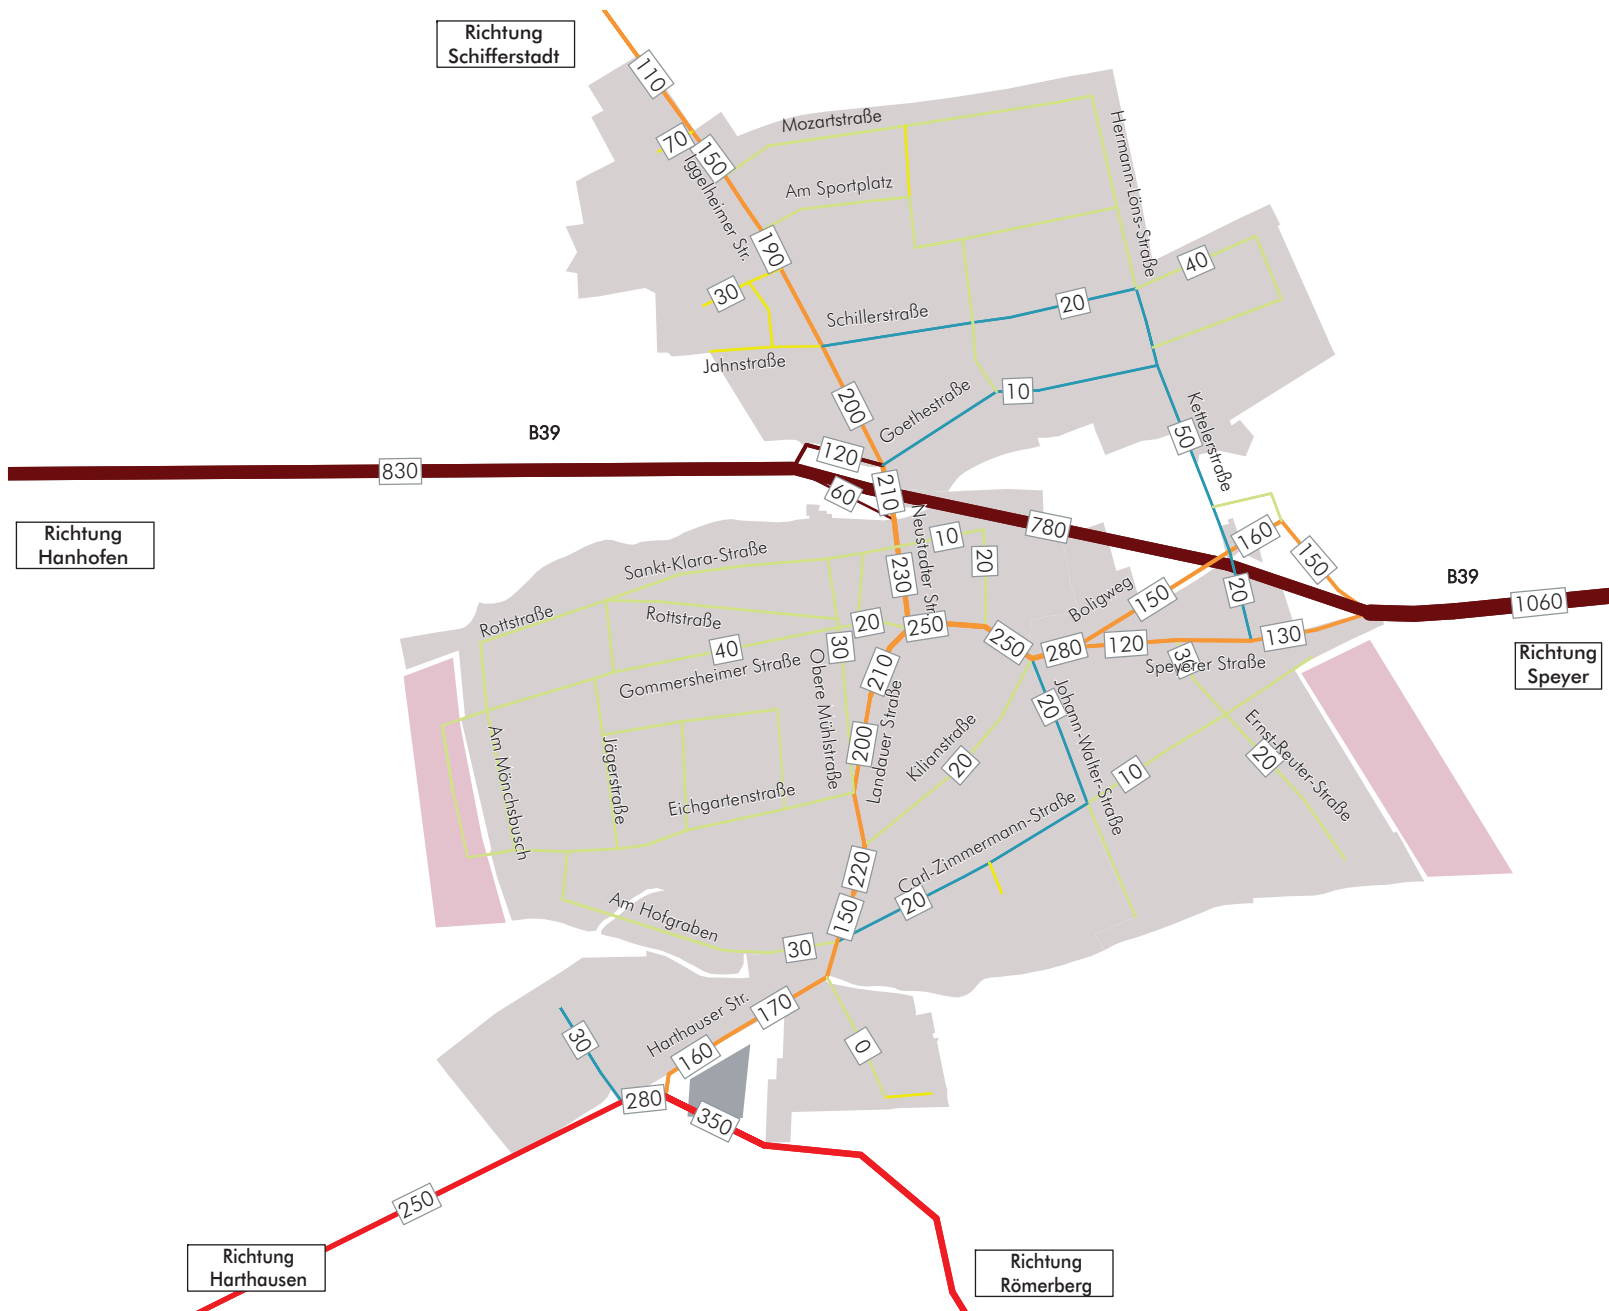 Richtung
Schifferstadt
110
70
150
Iggelheimer Str.
Mozartstraße
Hermann-Löns-Straße
Am Sportplatz
190
40
30
20
Schillerstraße
Jahnstraße
200
10
Goethestraße
Kettelerstraße
50
B39
120
830
60
210
780
Neustadter Str.
Richtung
Hanhofen
10
160
150
20
Sankt-Klara-Straße
230
B39
1060
Boligweg
150
20
Rottstraße
Rottstraße
20
250
250
280
120
130
40
30
Gommersheimer Straße
Obere Mühlstraße
210
Speyerer Straße
Richtung
Speyer
Landauer Straße
20
Johann-Walter-Straße
200
Kilianstraße
20
10
Ernst-Reuter-Straße
20
Am Mönchsbusch
Jägerstraße
Eichgartenstraße
Carl-Zimmermann-Straße
220
20
150
Am Hofgraben
30
Harthauser Str.
170
30
160
0
280
350
250
Richtung
Harthausen
Richtung
Römerberg